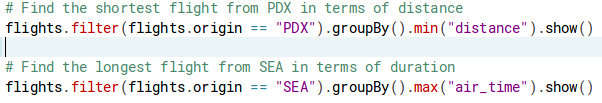 # Find the shortest flight from PDX in terms of distance
flights.filter(flights.origin == "PDX").groupBy().min("distance").show()
# Find the longest flight from SEA in terms of duration
flights.filter(flights.origin == "SEA").groupBy().max("air_time").show()